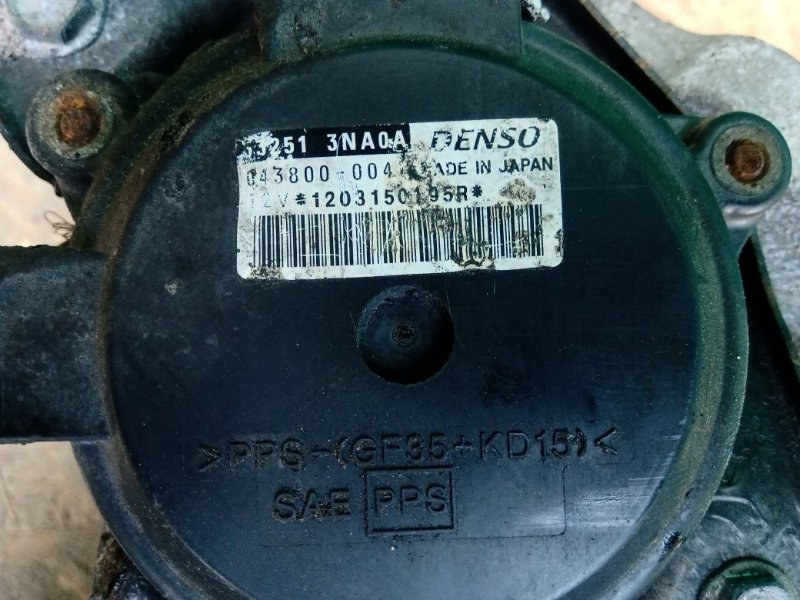 3NA0A DENSO
043800-004 MADE IN JAPAN
12V*1203150195R*
>PPS-(GF35+KD15)<
SAE PPS